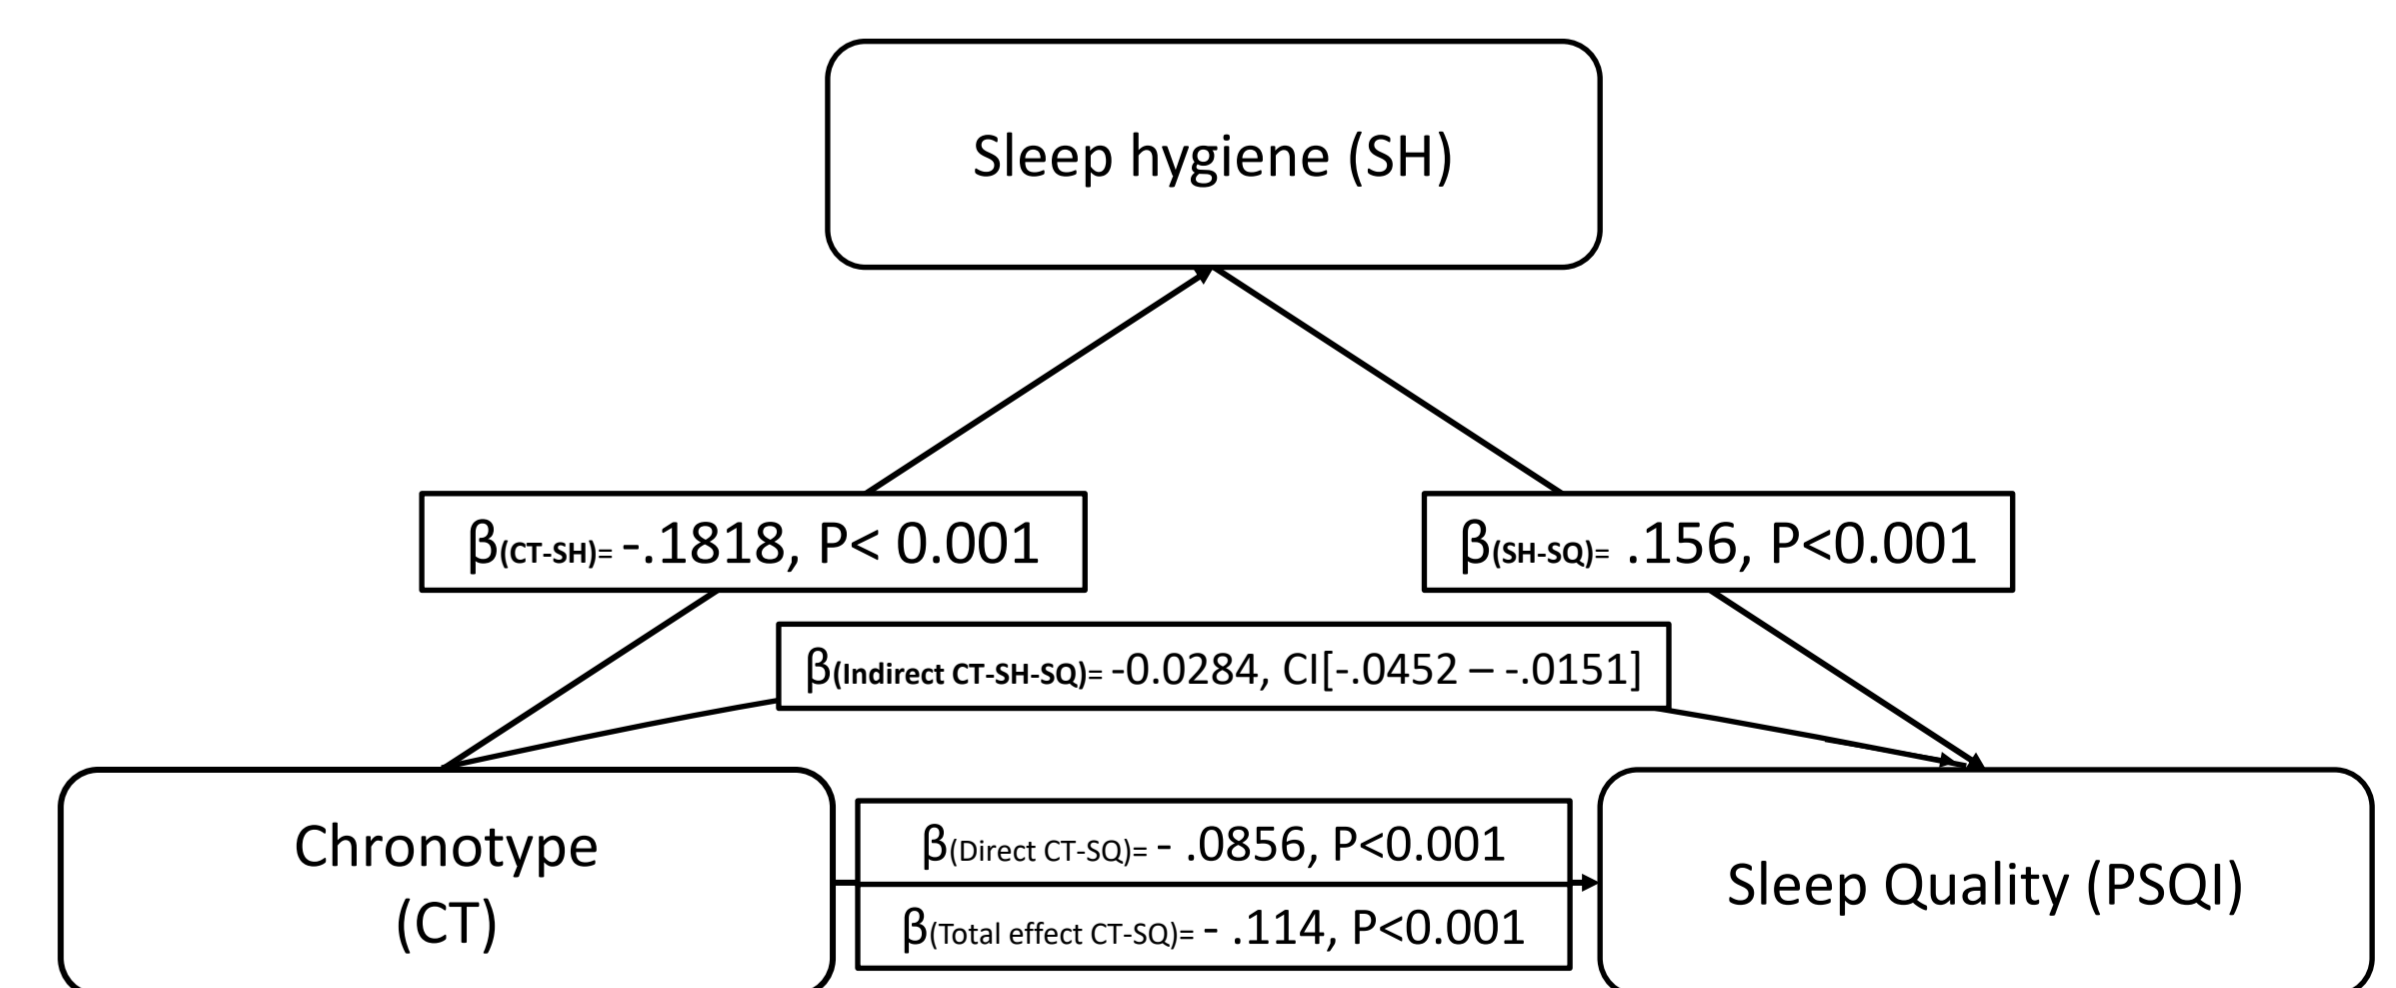 Sleep hygiene (SH)
β(CT-SH)= -.1818, P< 0.001
β(SH-SQ)= .156, P<0.001
β(Indirect CT-SH-SQ)= -0.0284, CI[-.0452 – -.0151]
Chronotype
(CT)
β(Direct CT-SQ)= - .0856, P<0.001
β(Total effect CT-SQ)= - .114, P<0.001
Sleep Quality (PSQI)